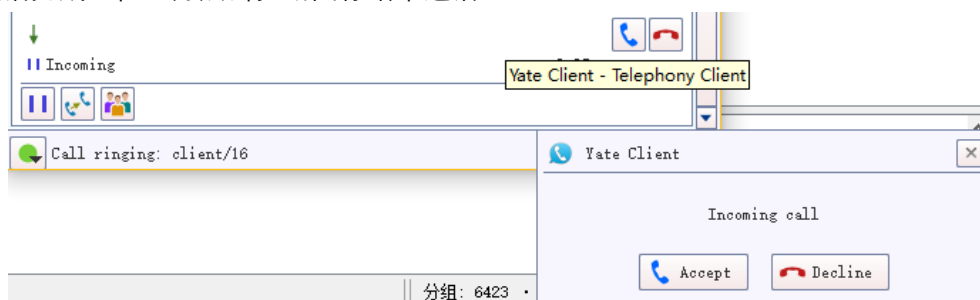 Incoming
Yate Client - Telephony Client
Call ringing: client/16
Yate Client
Incoming call
Accept
Decline
分组: 6423 ·